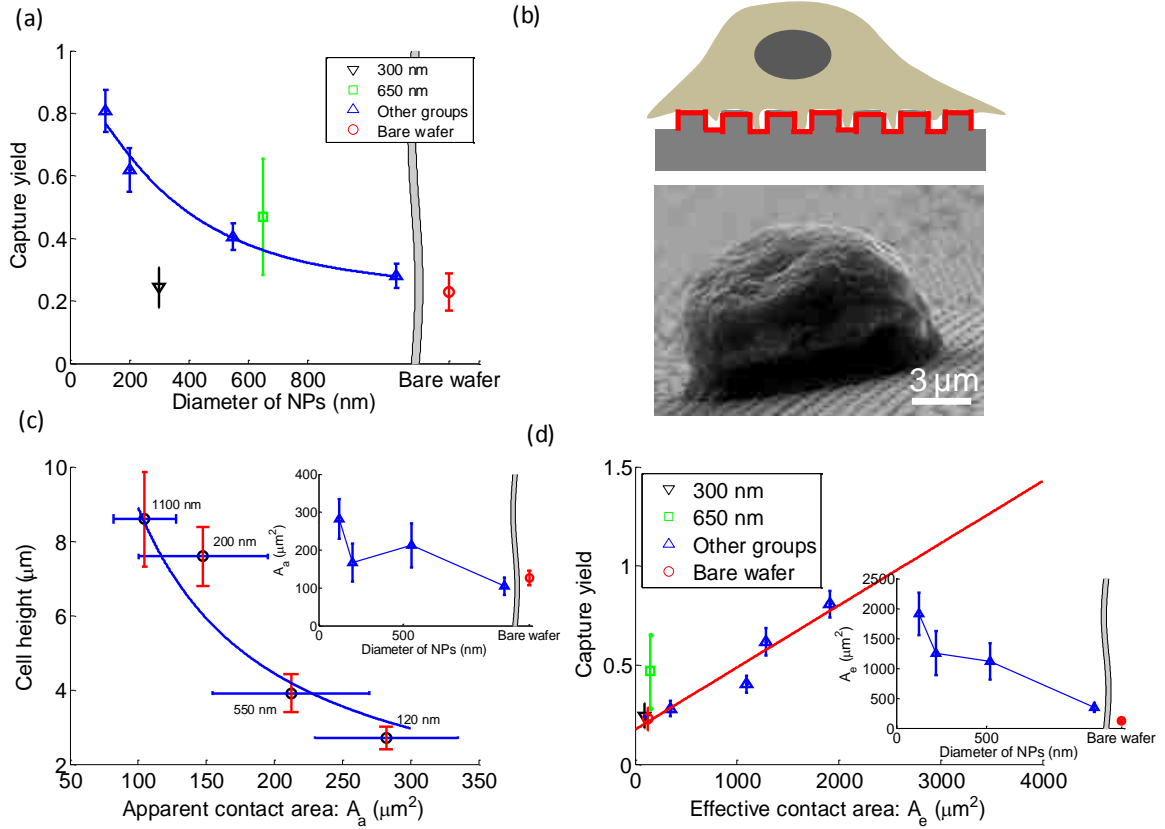 (a)
1
0.8
0.6
0.4
0.2
0
Capture yield
300 nm
650 nm
Other groups
Bare wafer
0
200
400
600
800
Bare wafer
Diameter of NPs (nm)
(b)
3 μm
(c)
10
8
6
4
2
Cell height (μm)
1100 nm
200 nm
550 nm
120 nm
50
100
150
200
250
300
350
Apparent contact area: A_a (μm²)
400
300
200
100
0
A_a (μm²)
0
500
Bare wafer
Diameter of NPs (nm)
(d)
1.5
1
0.5
0
Capture yield
300 nm
650 nm
Other groups
Bare wafer
0
1000
2000
3000
4000
Effective contact area: A_e (μm²)
2500
2000
1500
1000
500
0
A_e (μm²)
0
500
Bare wafer
Diameter of NPs (nm)